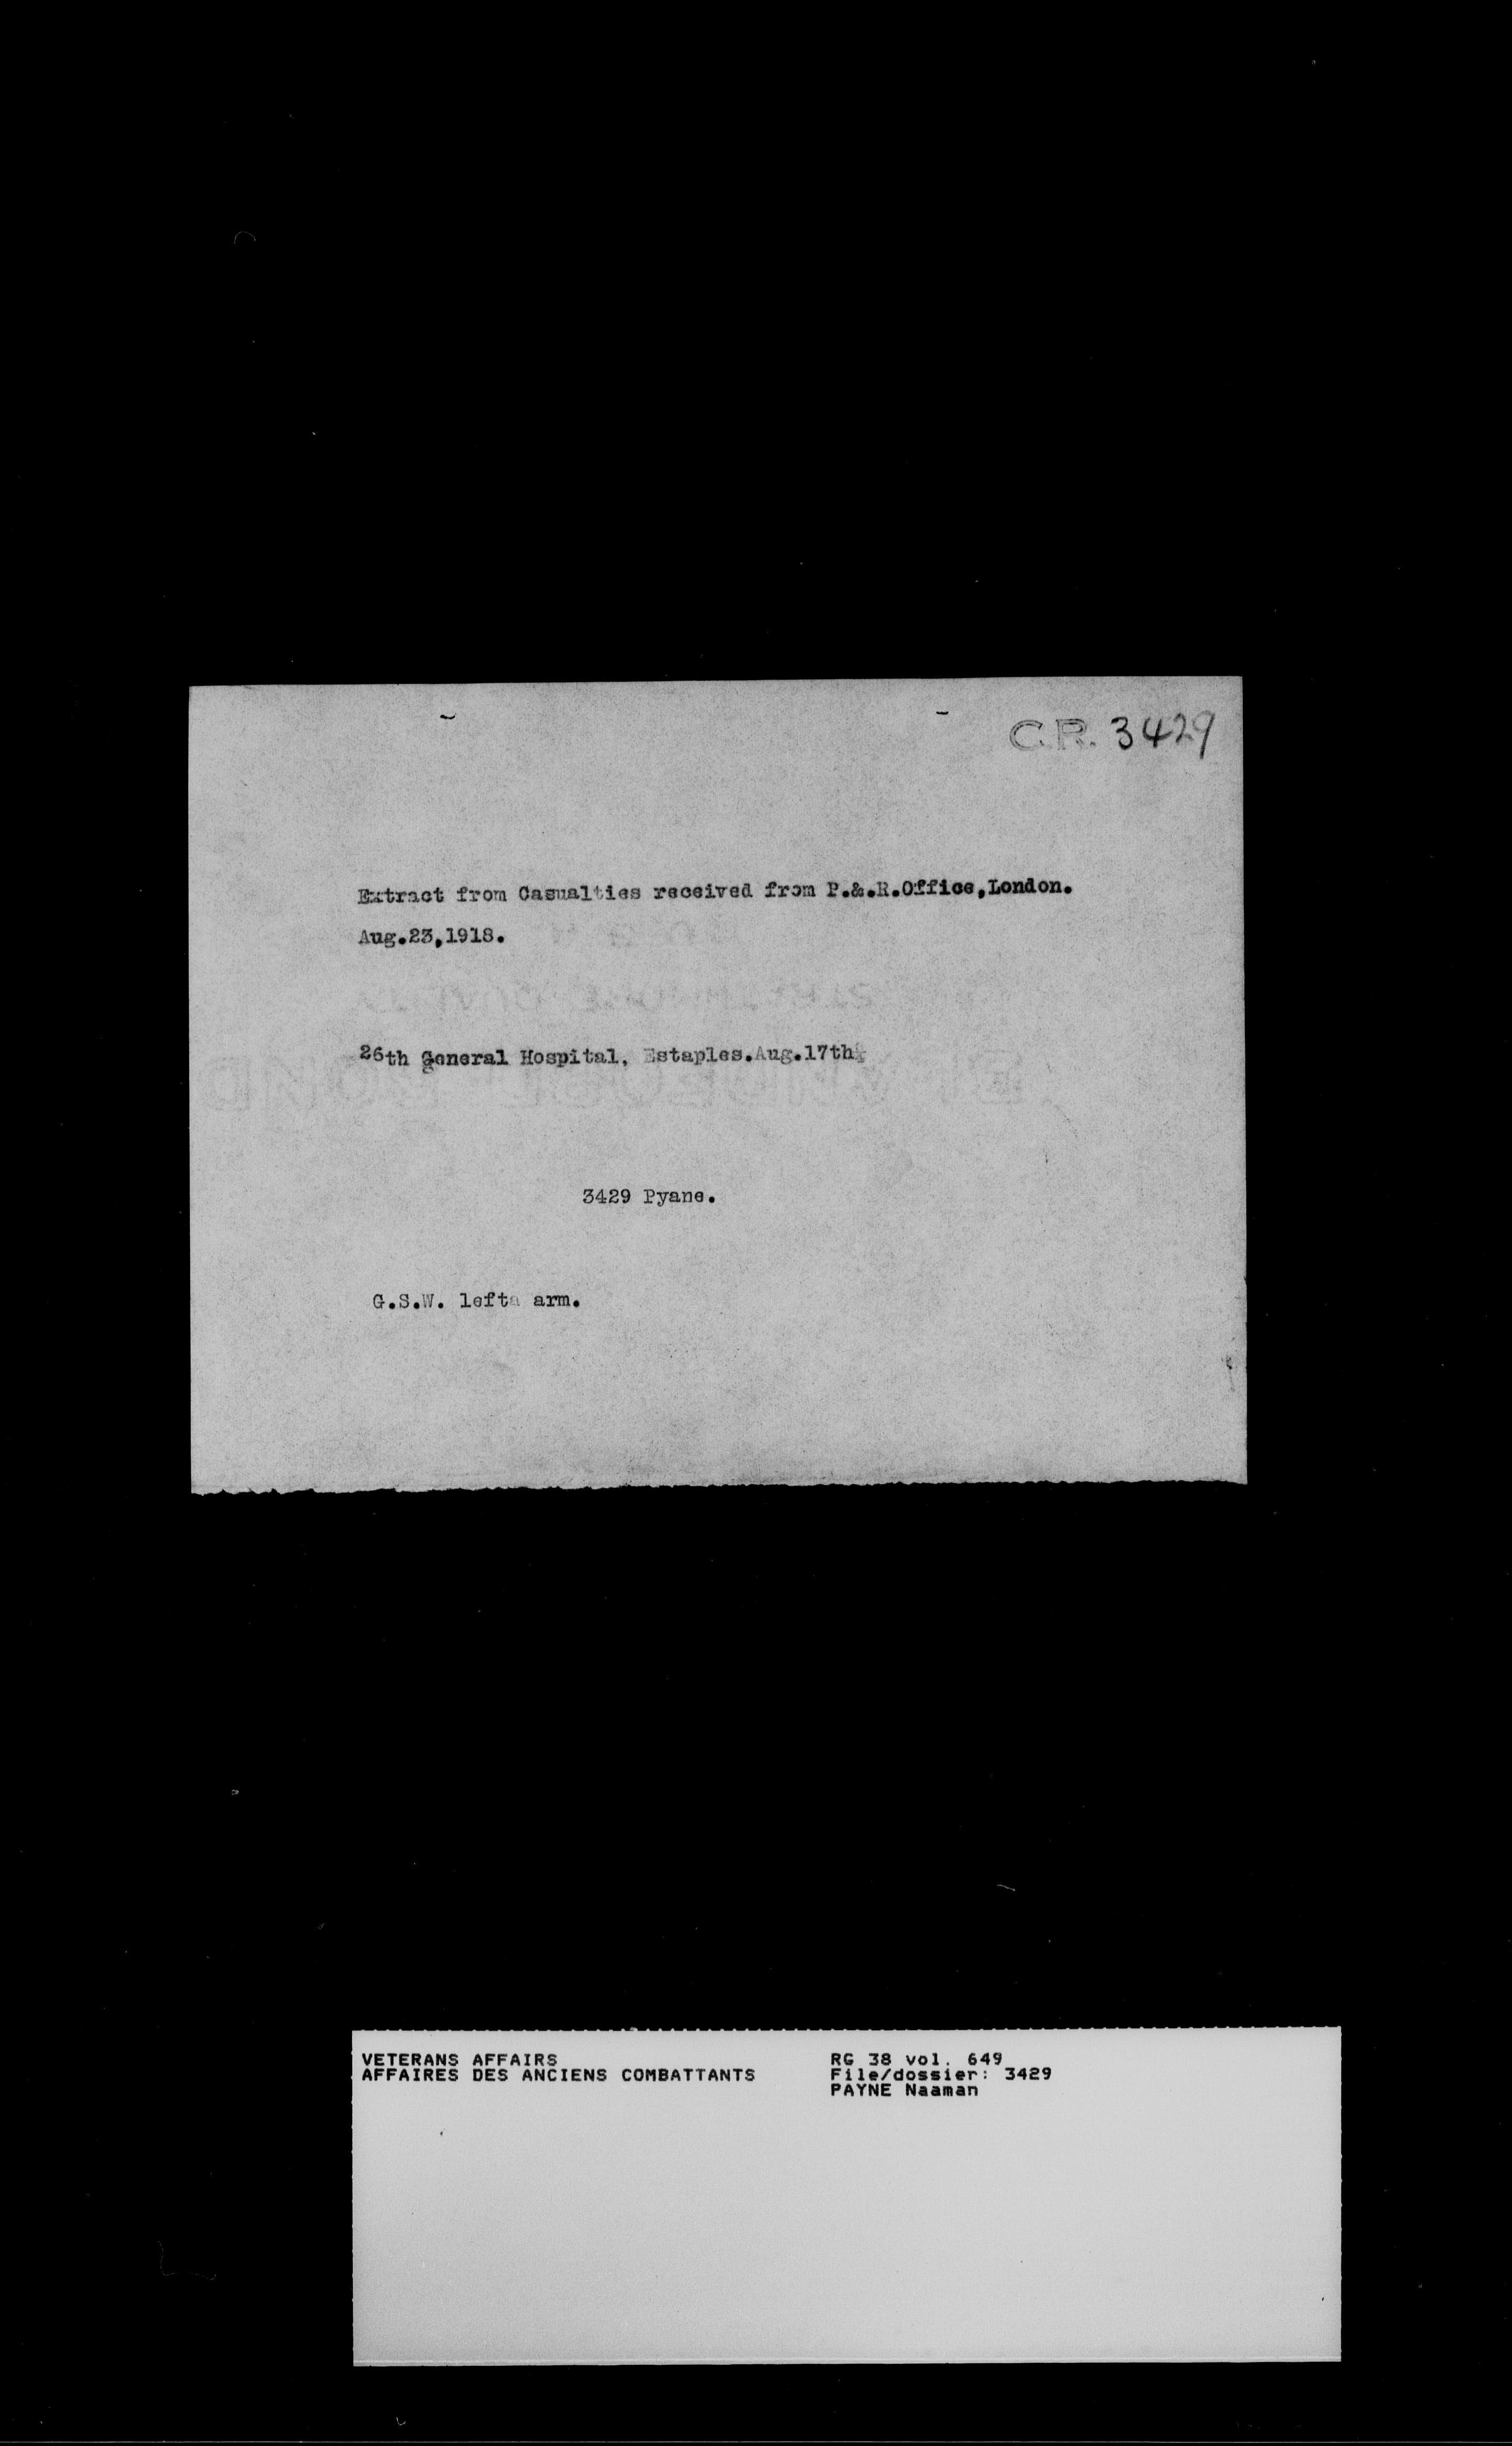 C.R. 3429
Extract from Casualties received from P.&.R.Office,London.
Aug.23,1918.
26th General Hospital, Estaples.Aug.17th
3429 Pyane.
G.S.W. lefta arm.
VETERANS AFFAIRS
AFFAIRES DES ANCIENS COMBATTANTS
RG 38 vol. 649
File/dossier: 3429
PAYNE Naaman